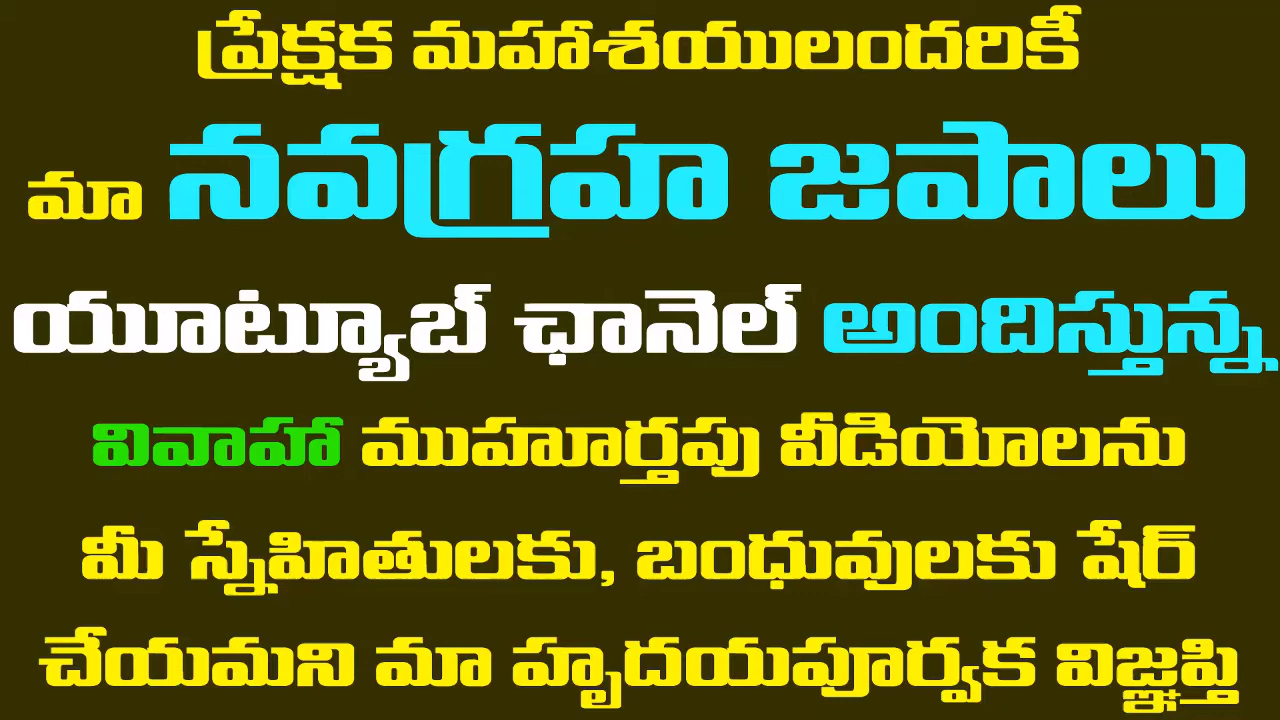 ప్రేక్షక మహాశయులందరికీ
మా నవగ్రహ జపాలు
యూట్యూబ్ ఛానెల్ అందిస్తున్న
వివాహా ముహూర్తపు వీడియోలను
మీ స్నేహితులకు, బంధువులకు షేర్
చేయమని మా హృదయపూర్వక విజ్ఞప్తి